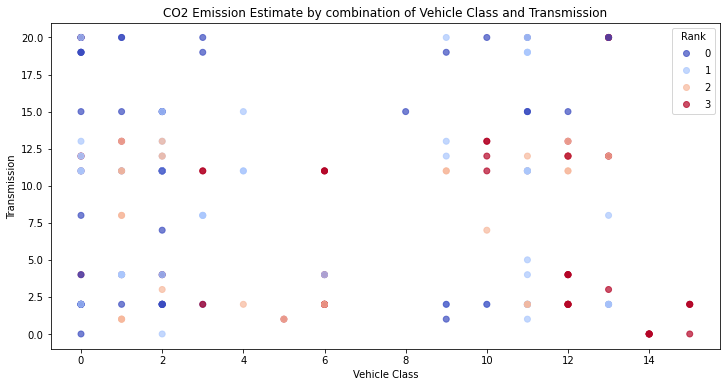 CO2 Emission Estimate by combination of Vehicle Class and Transmission
Rank
0
1
2
3
20.0
17.5
15.0
12.5
10.0
7.5
5.0
2.5
0.0
Transmission
0 2 4 6 8 10 12 14
Vehicle Class